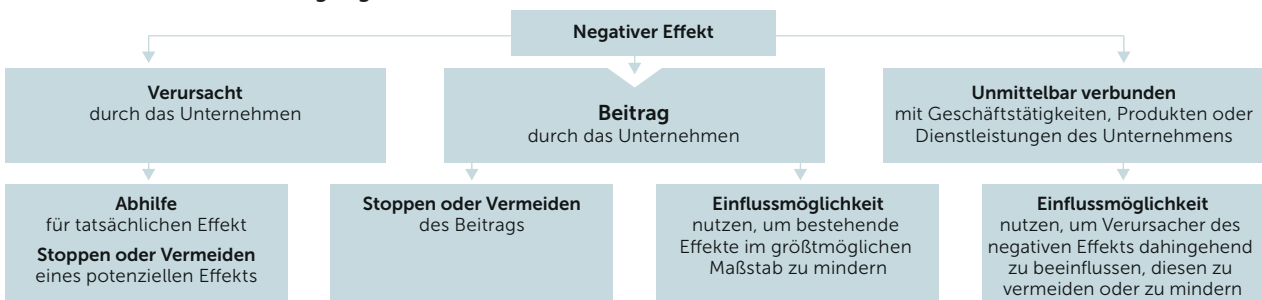 Negativer Effekt
Verursacht
durch das Unternehmen
Beitrag
durch das Unternehmen
Unmittelbar verbunden
mit Geschäftstätigkeiten, Produkten oder
Dienstleistungen des Unternehmens
Abhilfe
für tatsächlichen Effekt
Stoppen oder Vermeiden
eines potenziellen Effekts
Stoppen oder Vermeiden
des Beitrags
Einflussmöglichkeit
nutzen, um bestehende
Effekte im größtmöglichen
Maßstab zu mindern
Einflussmöglichkeit
nutzen, um Verursacher des
negativen Effekts dahingehend
zu beeinflussen, diesen zu
vermeiden oder zu mindern